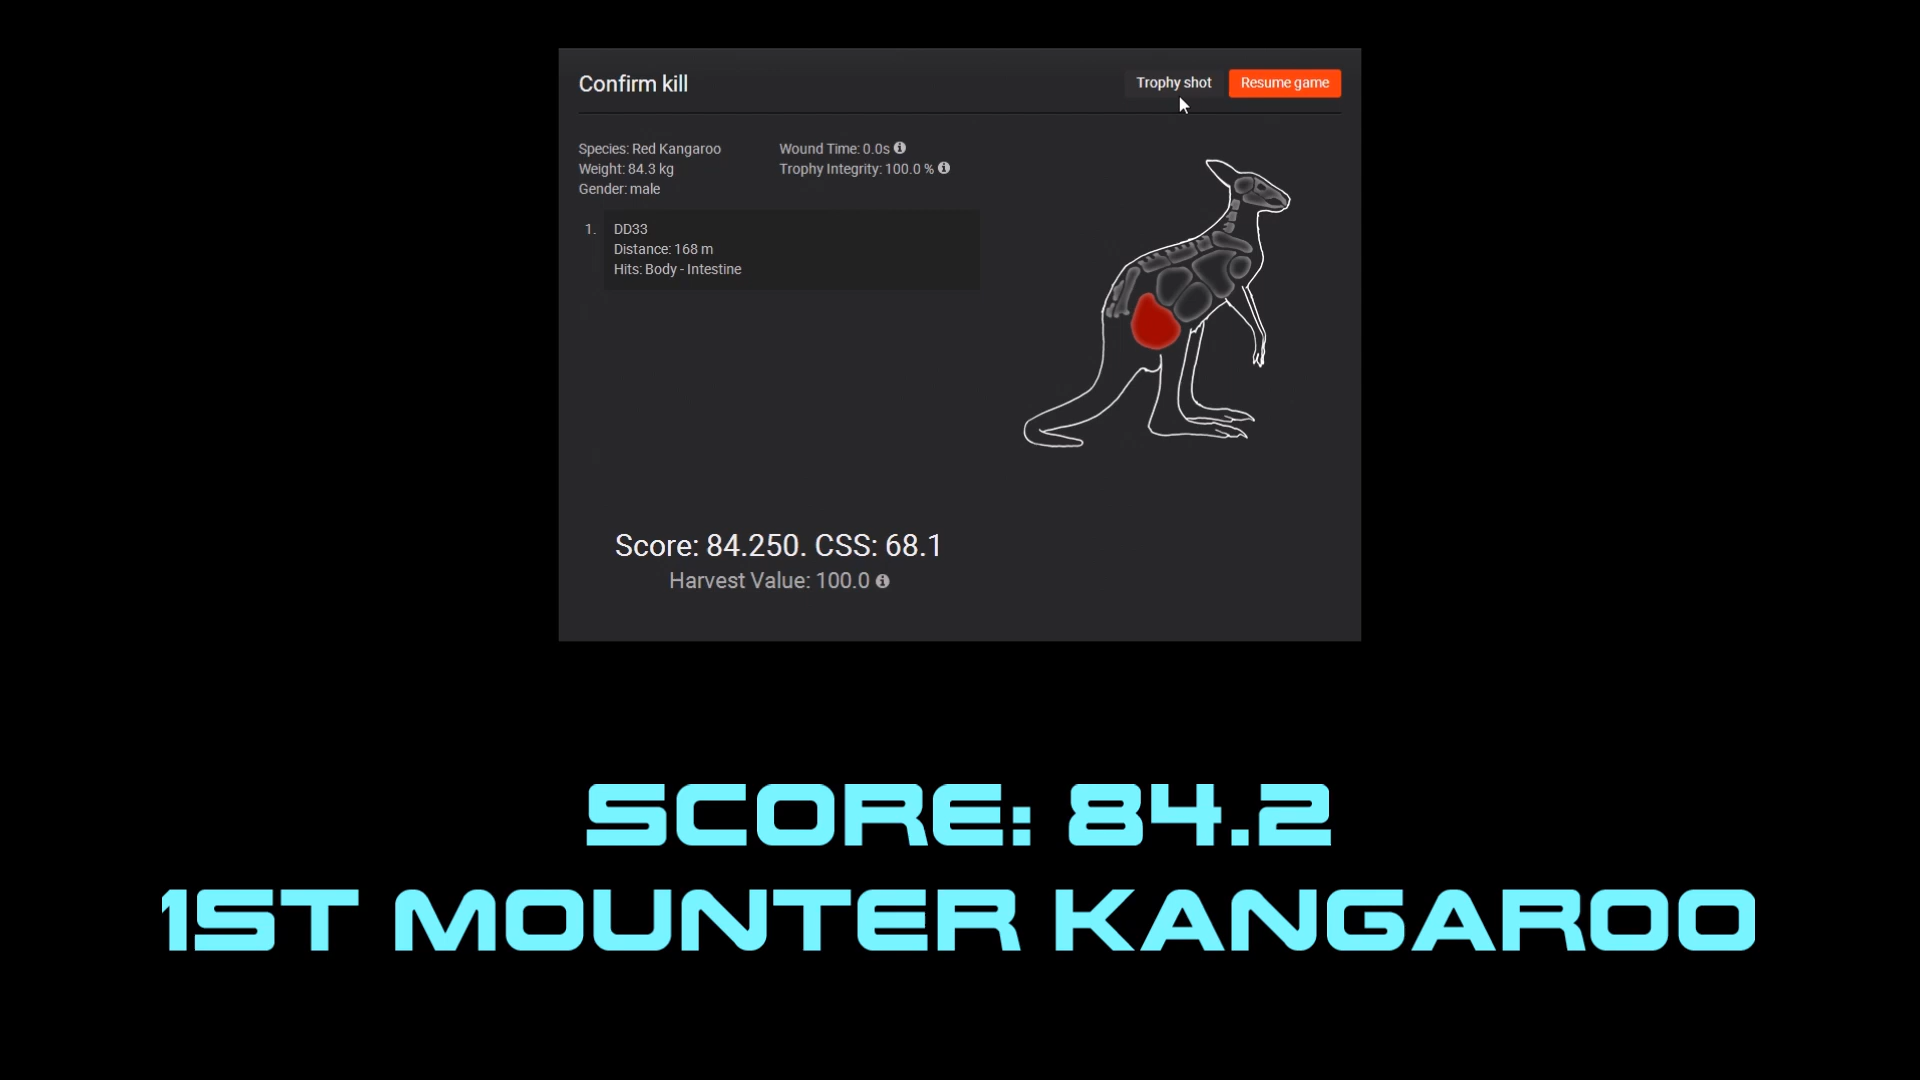 Confirm kill
Trophy shot
Resume game
Species: Red Kangaroo
Weight: 84.3 kg
Gender: male
Wound Time: 0.0s
Trophy Integrity: 100.0 %
1.
DD33
Distance: 168 m
Hits: Body - Intestine
Score: 84.250. CSS: 68.1
Harvest Value: 100.0
SCORE: 84.2
1ST MOUNTER KANGAROO